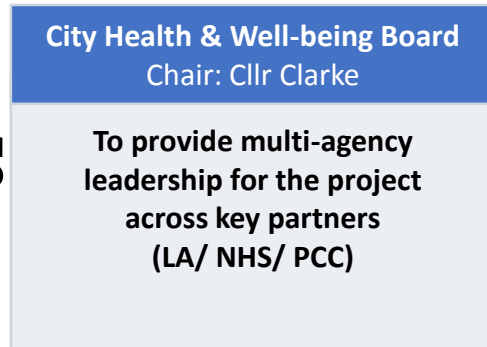 City Health & Well-being Board
Chair: Cllr Clarke
To provide multi-agency
leadership for the project
across key partners
(LA/ NHS/ PCC)